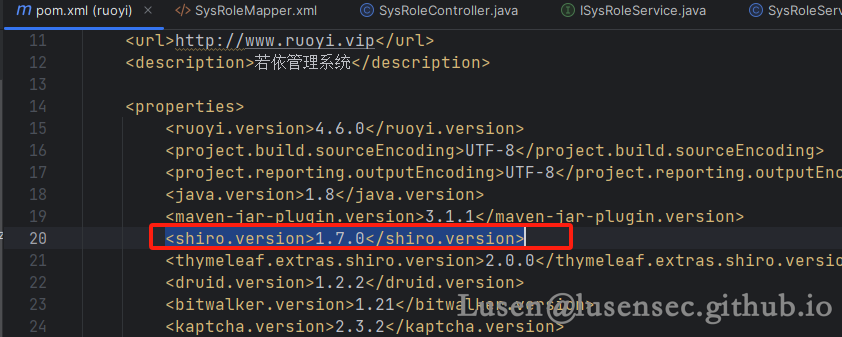 pom.xml (ruoyi) × </> SysRoleMapper.xml SysRoleController.java ISysRoleService.java SysRoleServ
11 <url>http://www.ruoyi.vip</url>
12 <description>若依管理系统</description>
13
14 <properties>
15 <ruoyi.version>4.6.0</ruoyi.version>
16 <project.build.sourceEncoding>UTF-8</project.build.sourceEncoding>
17 <project.reporting.outputEncoding>UTF-8</project.reporting.outputEnc
18 <java.version>1.8</java.version>
19 <maven-jar-plugin.version>3.1.1</maven-jar-plugin.version>
20 <shiro.version>1.7.0</shiro.version>
21 <thymeleaf.extras.shiro.version>2.0.0</thymeleaf.extras.shiro.versio
22 <druid.version>1.2.2</druid.version>
23 <bitwalker.version>1.21</bitwalker.version>
24 <kaptcha.version>2.3.2</kaptcha.version>
Lusen@lusensec.github.io